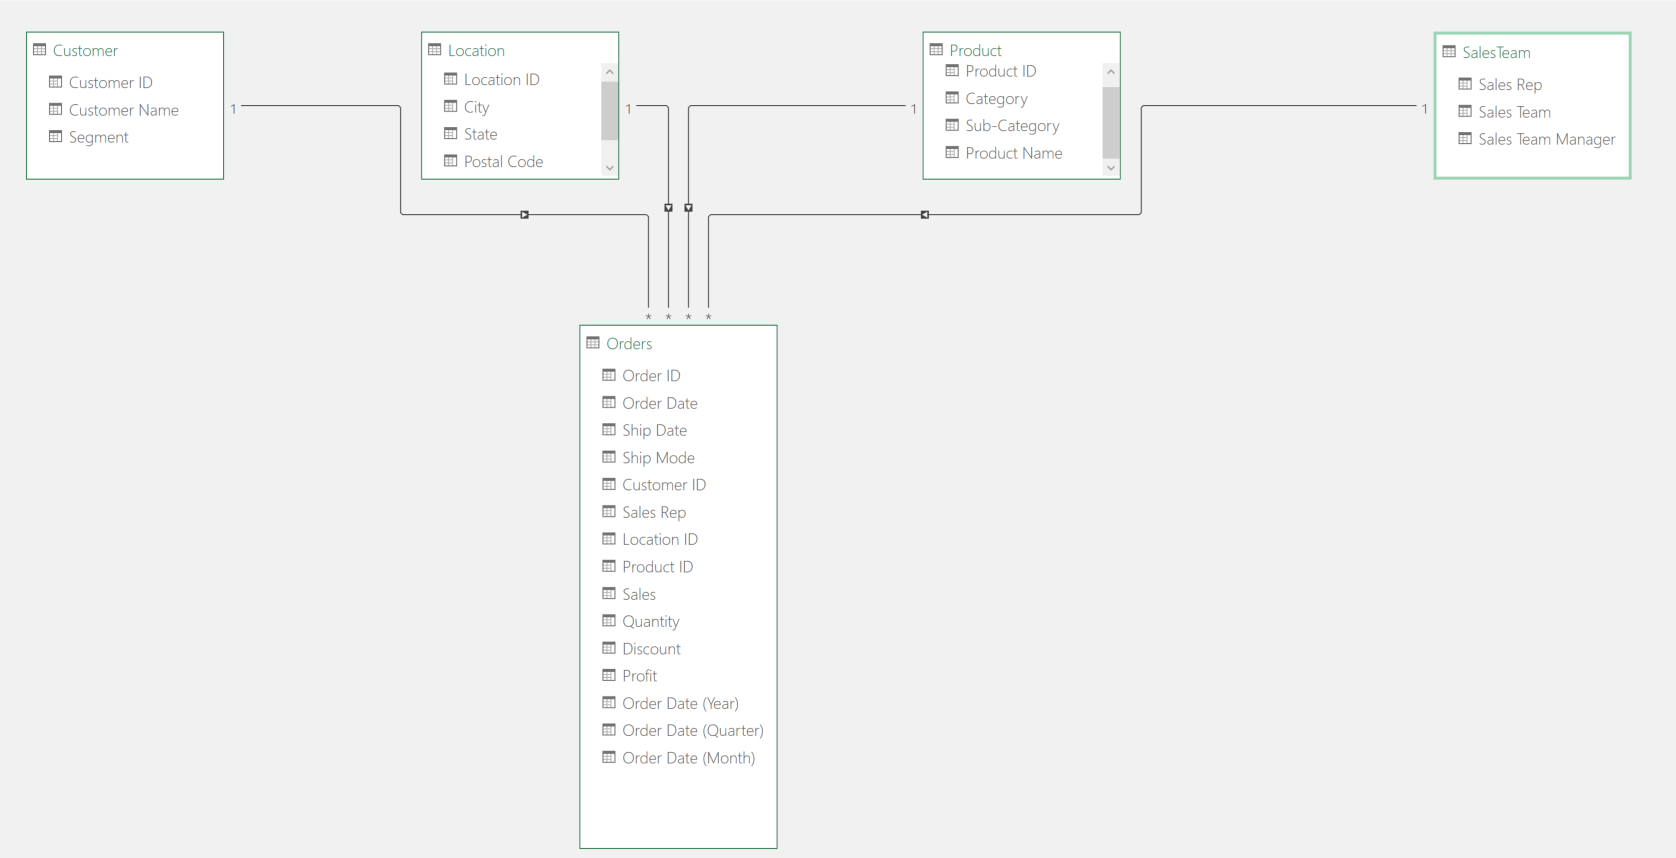 Customer
Customer ID
Customer Name
Segment
1
Location
Location ID
City
State
Postal Code
1
Product
Product ID
Category
Sub-Category
Product Name
1
SalesTeam
Sales Rep
Sales Team
Sales Team Manager
1
* * * *
Orders
Order ID
Order Date
Ship Date
Ship Mode
Customer ID
Sales Rep
Location ID
Product ID
Sales
Quantity
Discount
Profit
Order Date (Year)
Order Date (Quarter)
Order Date (Month)